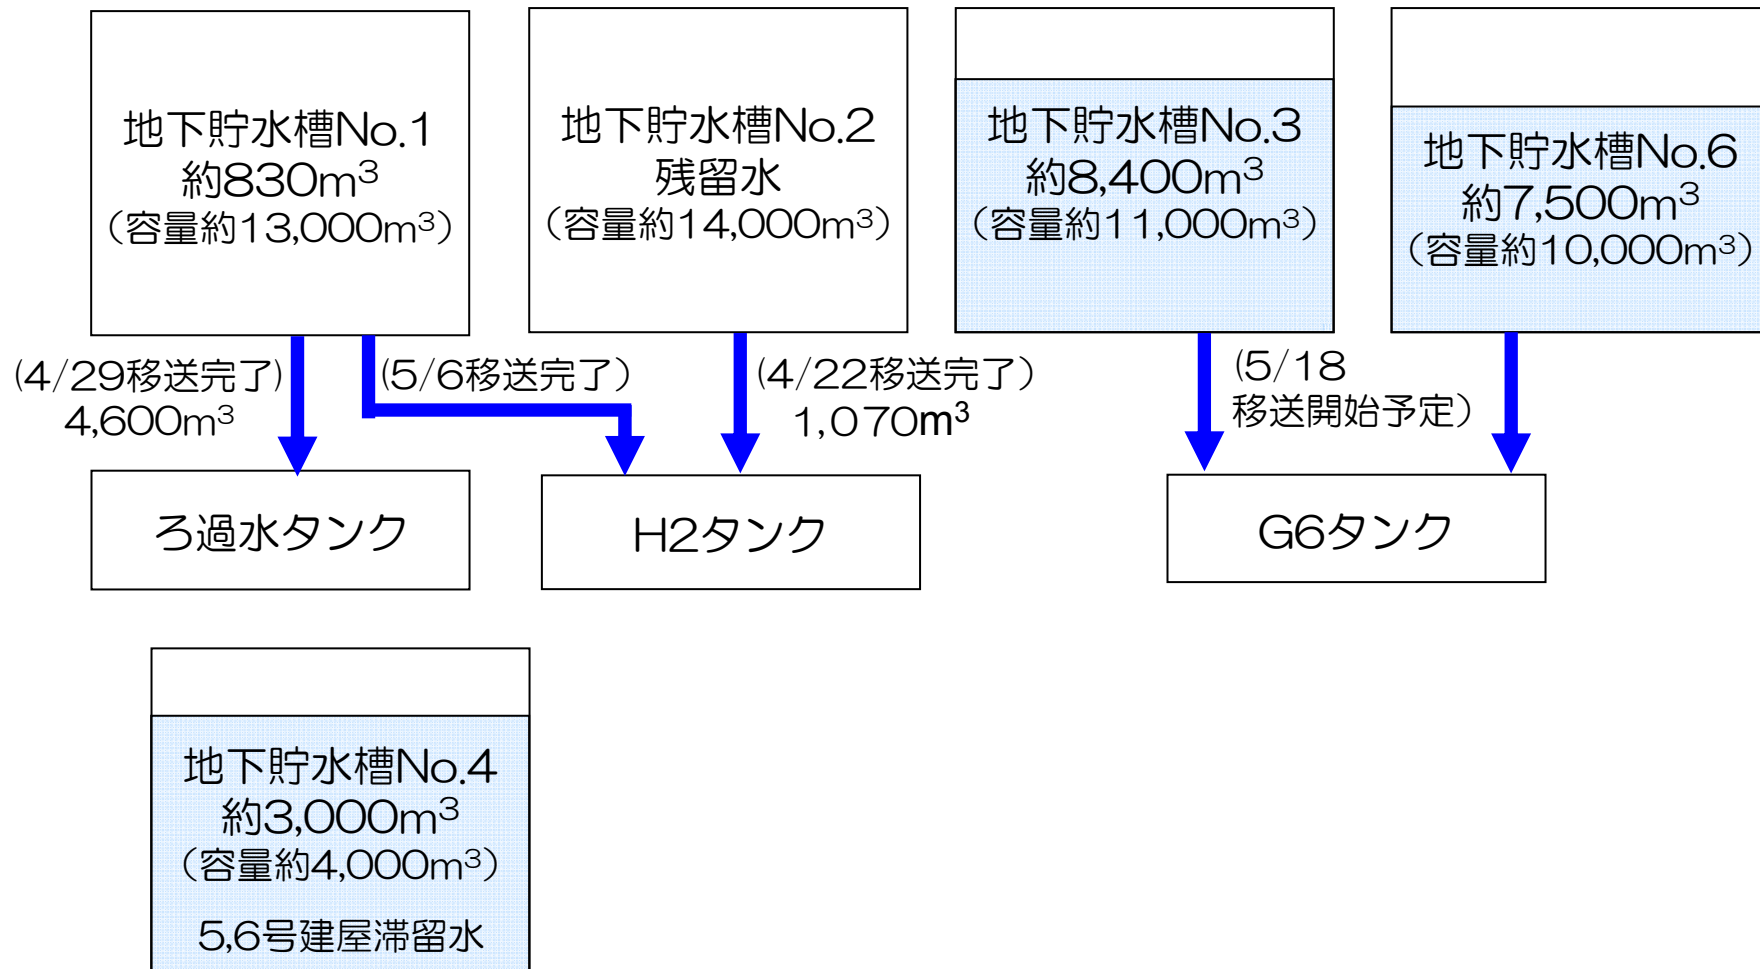 地下貯水槽No.1
約830m³
（容量約13,000m³）
地下貯水槽No.2
残留水
（容量約14,000m³）
地下貯水槽No.3
約8,400m³
（容量約11,000m³）
地下貯水槽No.6
約7,500m³
（容量約10,000m³）
(4/29移送完了)
4,600m³
(5/6移送完了）
(4/22移送完了）
1,070m³
(5/18
移送開始予定）
ろ過水タンク
H2タンク
G6タンク
地下貯水槽No.4
約3,000m³
（容量約4,000m³）
5,6号建屋滞留水